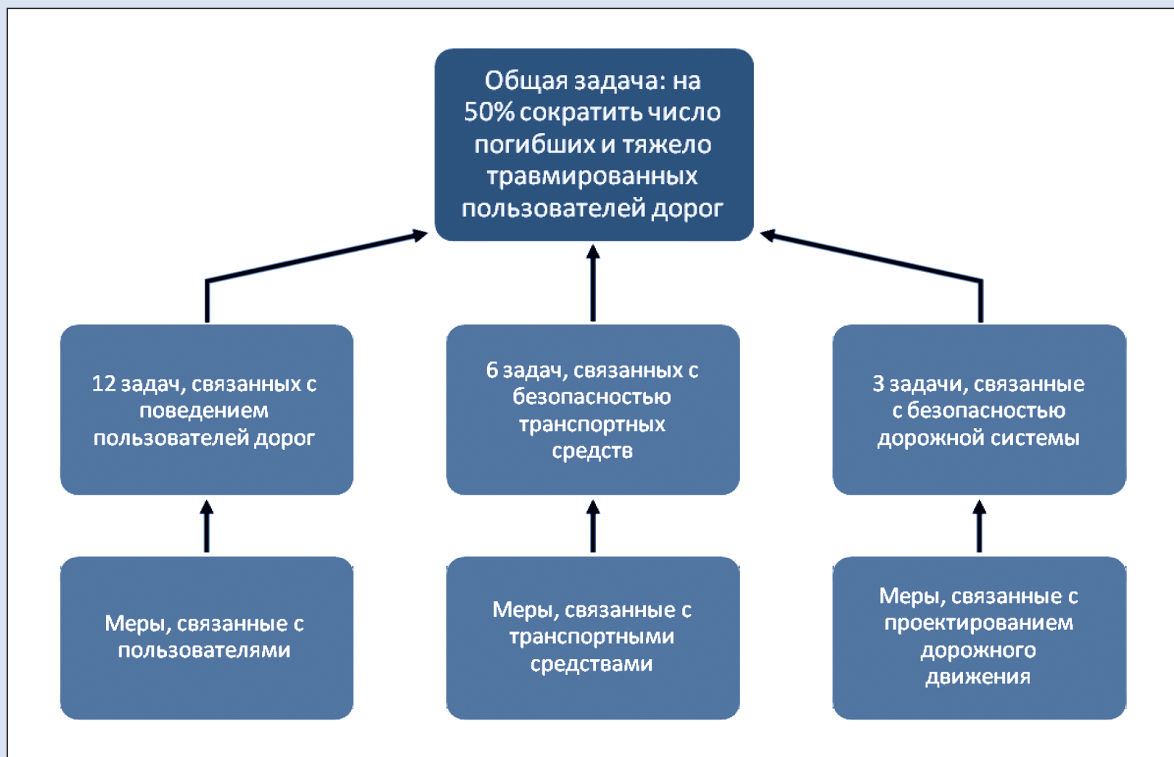 Общая задача: на
50% сократить число
погибших и тяжело
травмированных
пользователей дорог
12 задач, связанных с
поведением
пользователей дорог
6 задач, связанных с
безопасностью
транспортных
средств
3 задачи, связанные
с безопасностью
дорожной системы
Меры, связанные с
пользователями
Меры, связанные с
транспортными
средствами
Меры, связанные с
проектированием
дорожного
движения